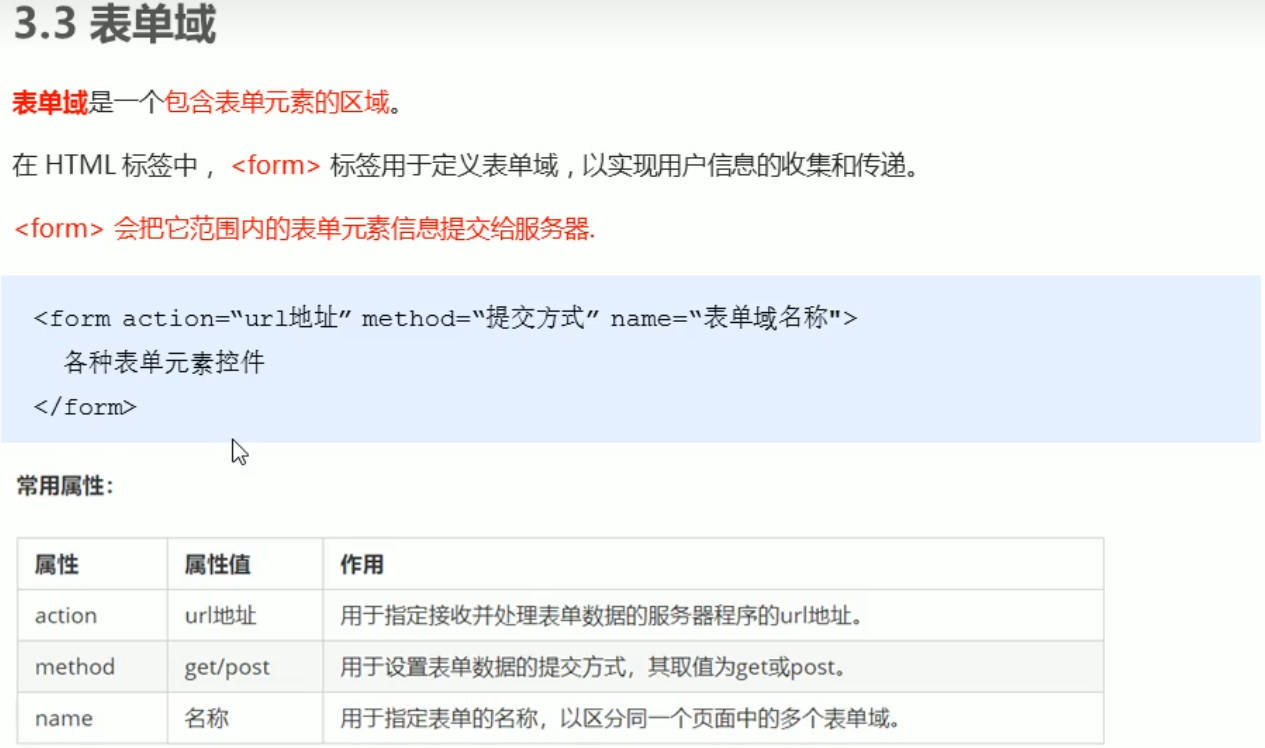 3.3 表单域
表单域是一个包含表单元素的区域。
在 HTML 标签中，<form> 标签用于定义表单域，以实现用户信息的收集和传递。
<form> 会把它范围内的表单元素信息提交给服务器.
<form action=“url地址” method=“提交方式” name=“表单域名称">
各种表单元素控件
</form>
常用属性：
属性 属性值 作用
action url地址 用于指定接收并处理表单数据的服务器程序的url地址。
method get/post 用于设置表单数据的提交方式，其取值为get或post。
name 名称 用于指定表单的名称，以区分同一个页面中的多个表单域。